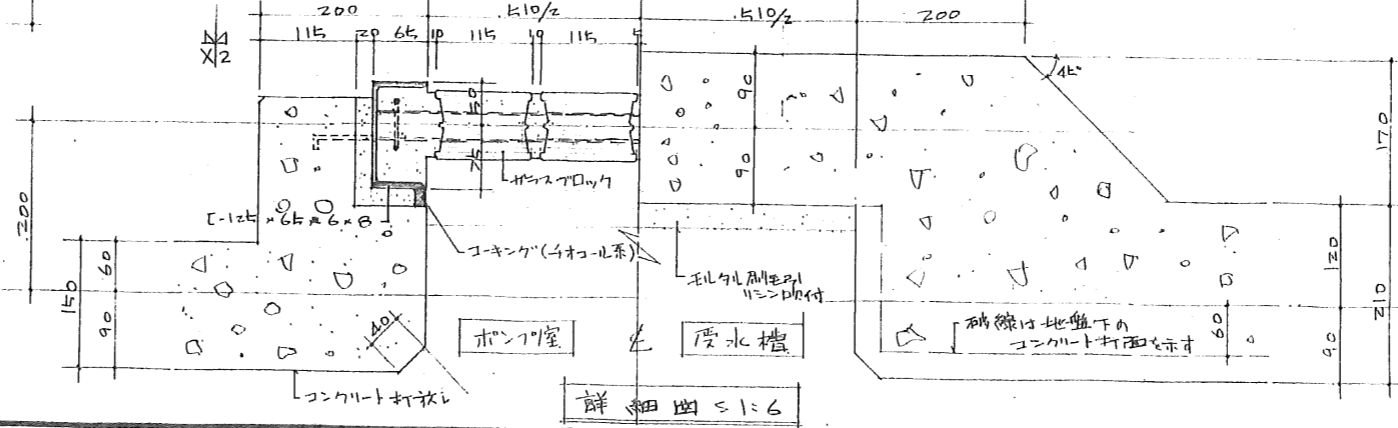 200
510/2
510/2
200
115
20
65
10
115
10
115
5
X2
45°
50
75
90
90
170
200
ガラスブロック
[-125×65×6×8
コーキング(チオコール系)
モルタル刷毛引
リシン吹付
150
60
90
40
120
210
60
90
ポンプ室
℄
受水槽
破線は地盤下の
コンクリート打面を示す
コンクリート打放し
詳細図 S 1:6